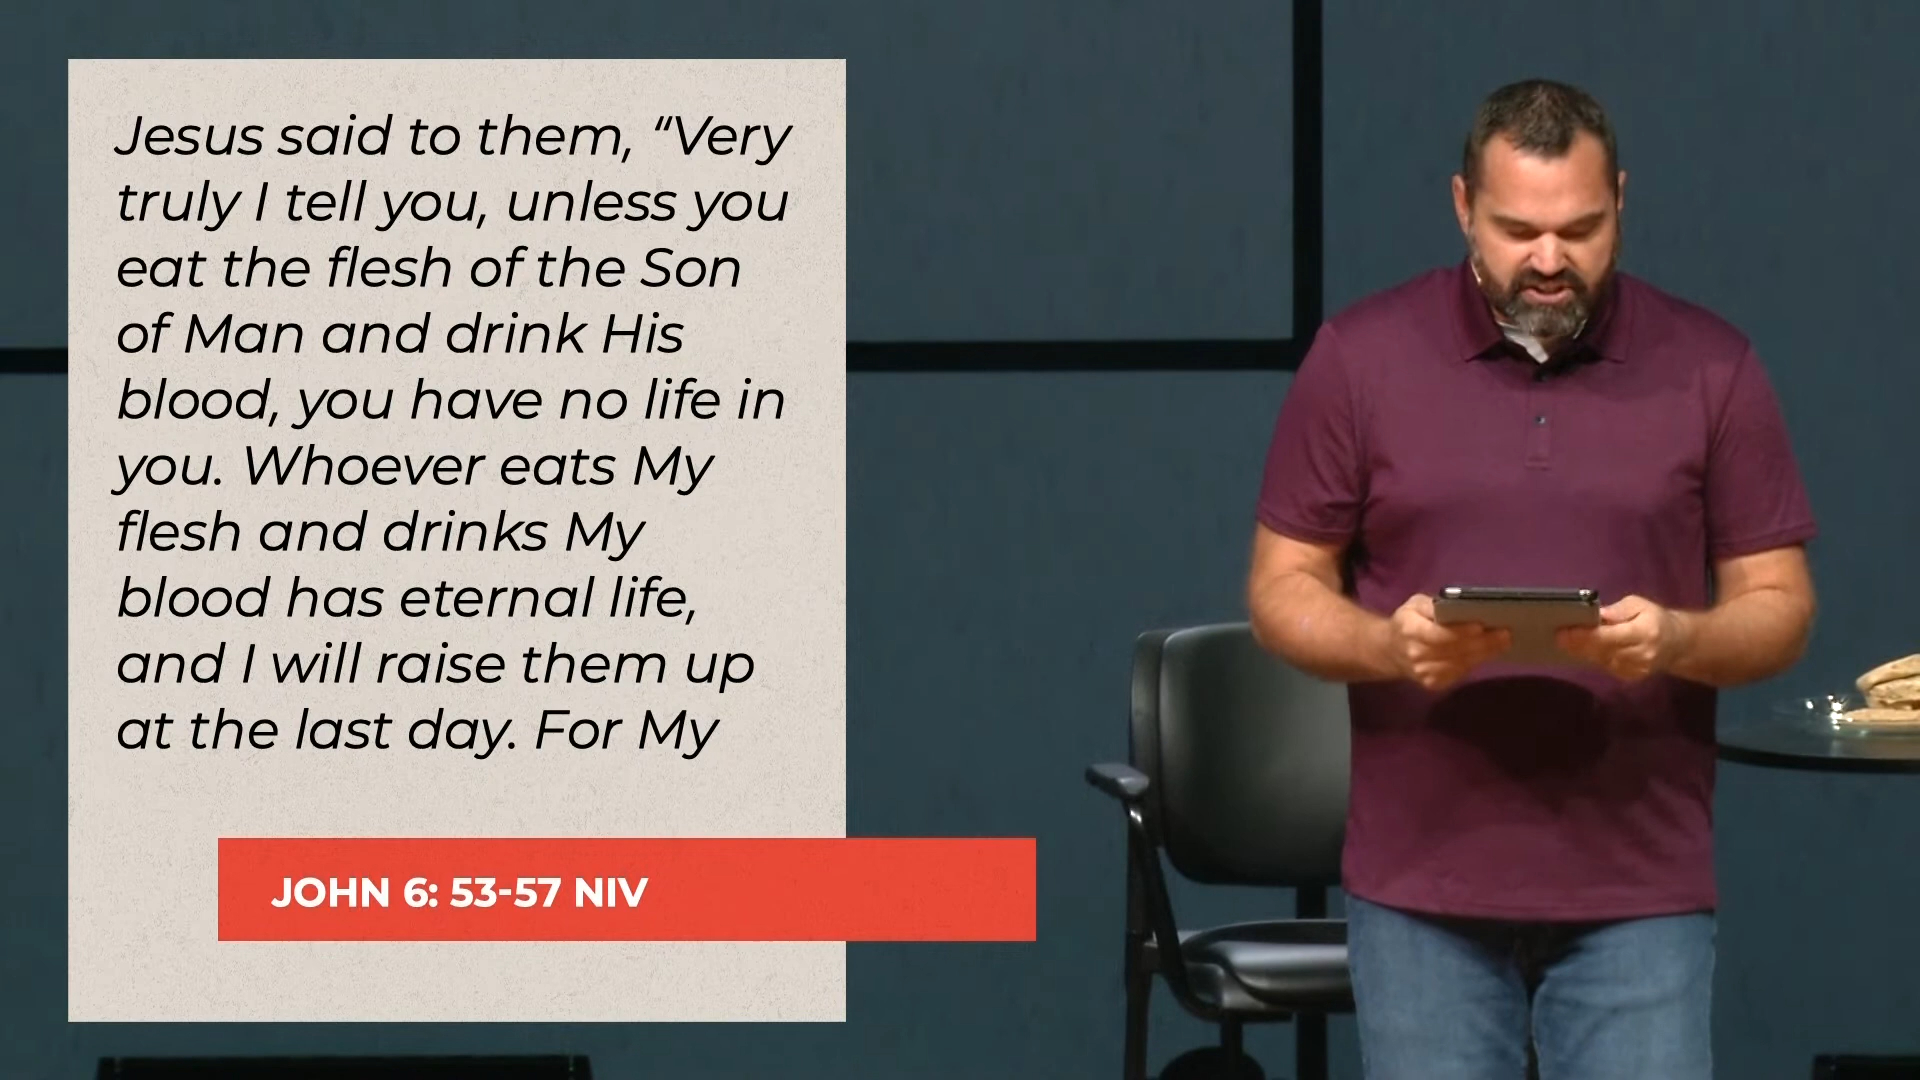 Jesus said to them, “Very
truly I tell you, unless you
eat the flesh of the Son
of Man and drink His
blood, you have no life in
you. Whoever eats My
flesh and drinks My
blood has eternal life,
and I will raise them up
at the last day. For My
JOHN 6: 53-57 NIV